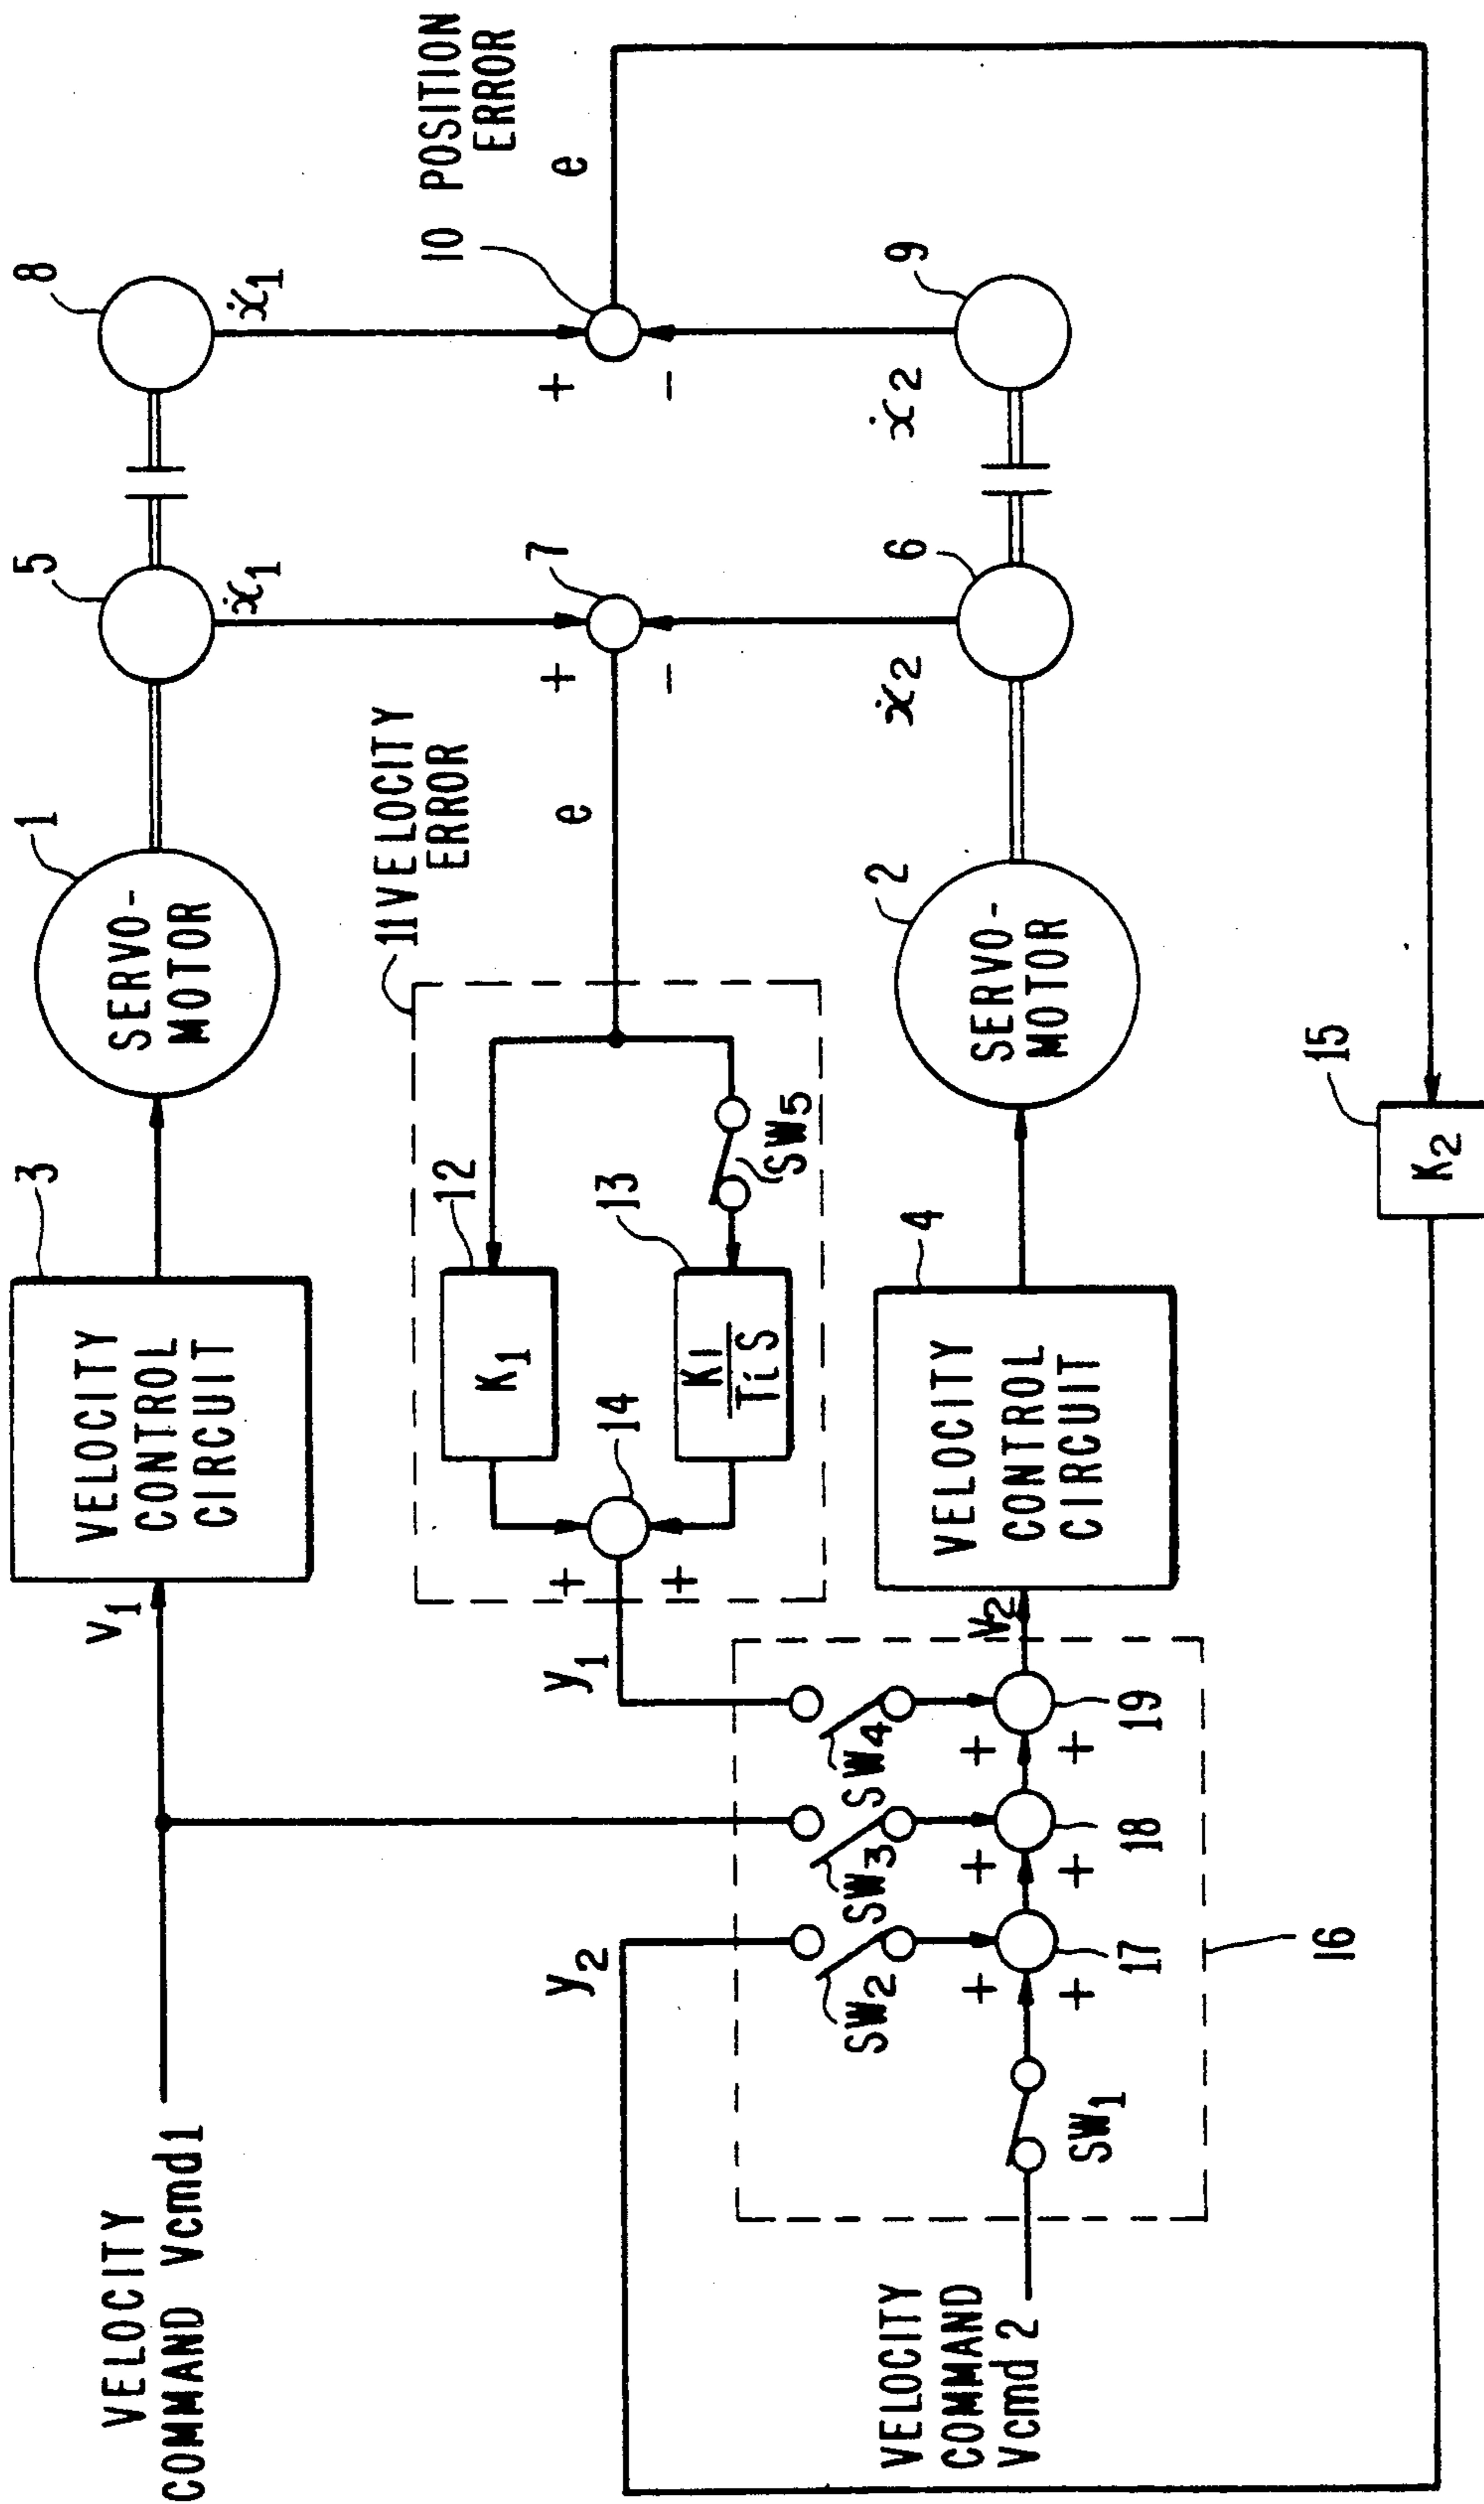 VELOCITY
COMMAND Vcmd1
V1
3
VELOCITY
CONTROL
CIRCUIT
1
SERVO-
MOTOR
5
ẋ1
8
ẋ1
11 VELOCITY
ERROR
10 POSITION
ERROR
y2
y1
+
+
14
12
K1
13
Ki
TiS
SW5
e
7
+
-
+
-
e
VELOCITY
COMMAND
Vcmd 2
SW1
SW2
SW3
SW4
+
+
17
+
+
18
+
+
19
V2
16
4
VELOCITY
CONTROL
CIRCUIT
2
SERVO-
MOTOR
ẋ2
6
ẋ2
9
15
K2